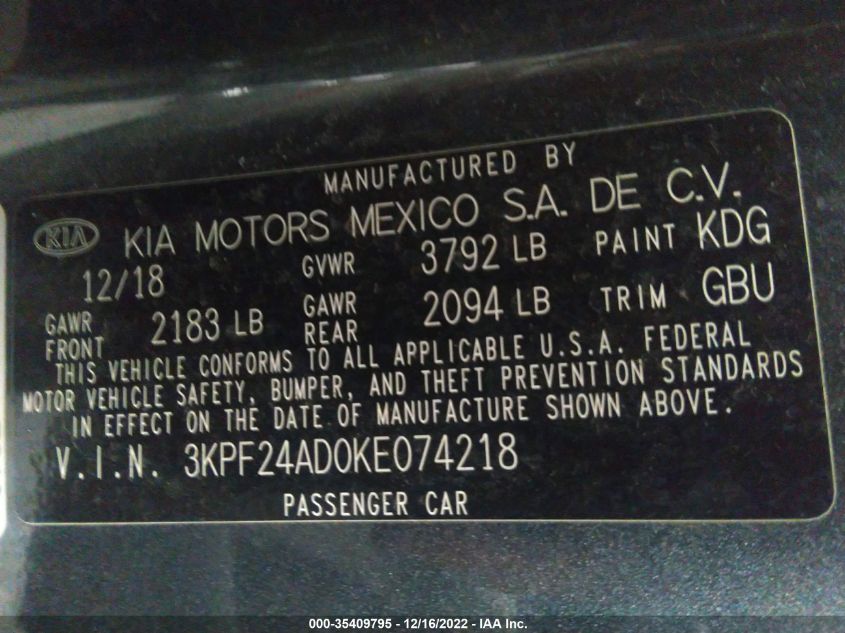 MANUFACTURED BY
KIA KIA MOTORS MEXICO S.A. DE C.V.
12/18 GVWR 3792 LB PAINT KDG
GAWR FRONT 2183 LB GAWR REAR 2094 LB TRIM GBU
THIS VEHICLE CONFORMS TO ALL APPLICABLE U.S.A. FEDERAL
MOTOR VEHICLE SAFETY, BUMPER, AND THEFT PREVENTION STANDARDS
IN EFFECT ON THE DATE OF MANUFACTURE SHOWN ABOVE.
V.I.N. 3KPF24AD0KE074218
PASSENGER CAR
000-35409795 - 12/16/2022 - IAA Inc.